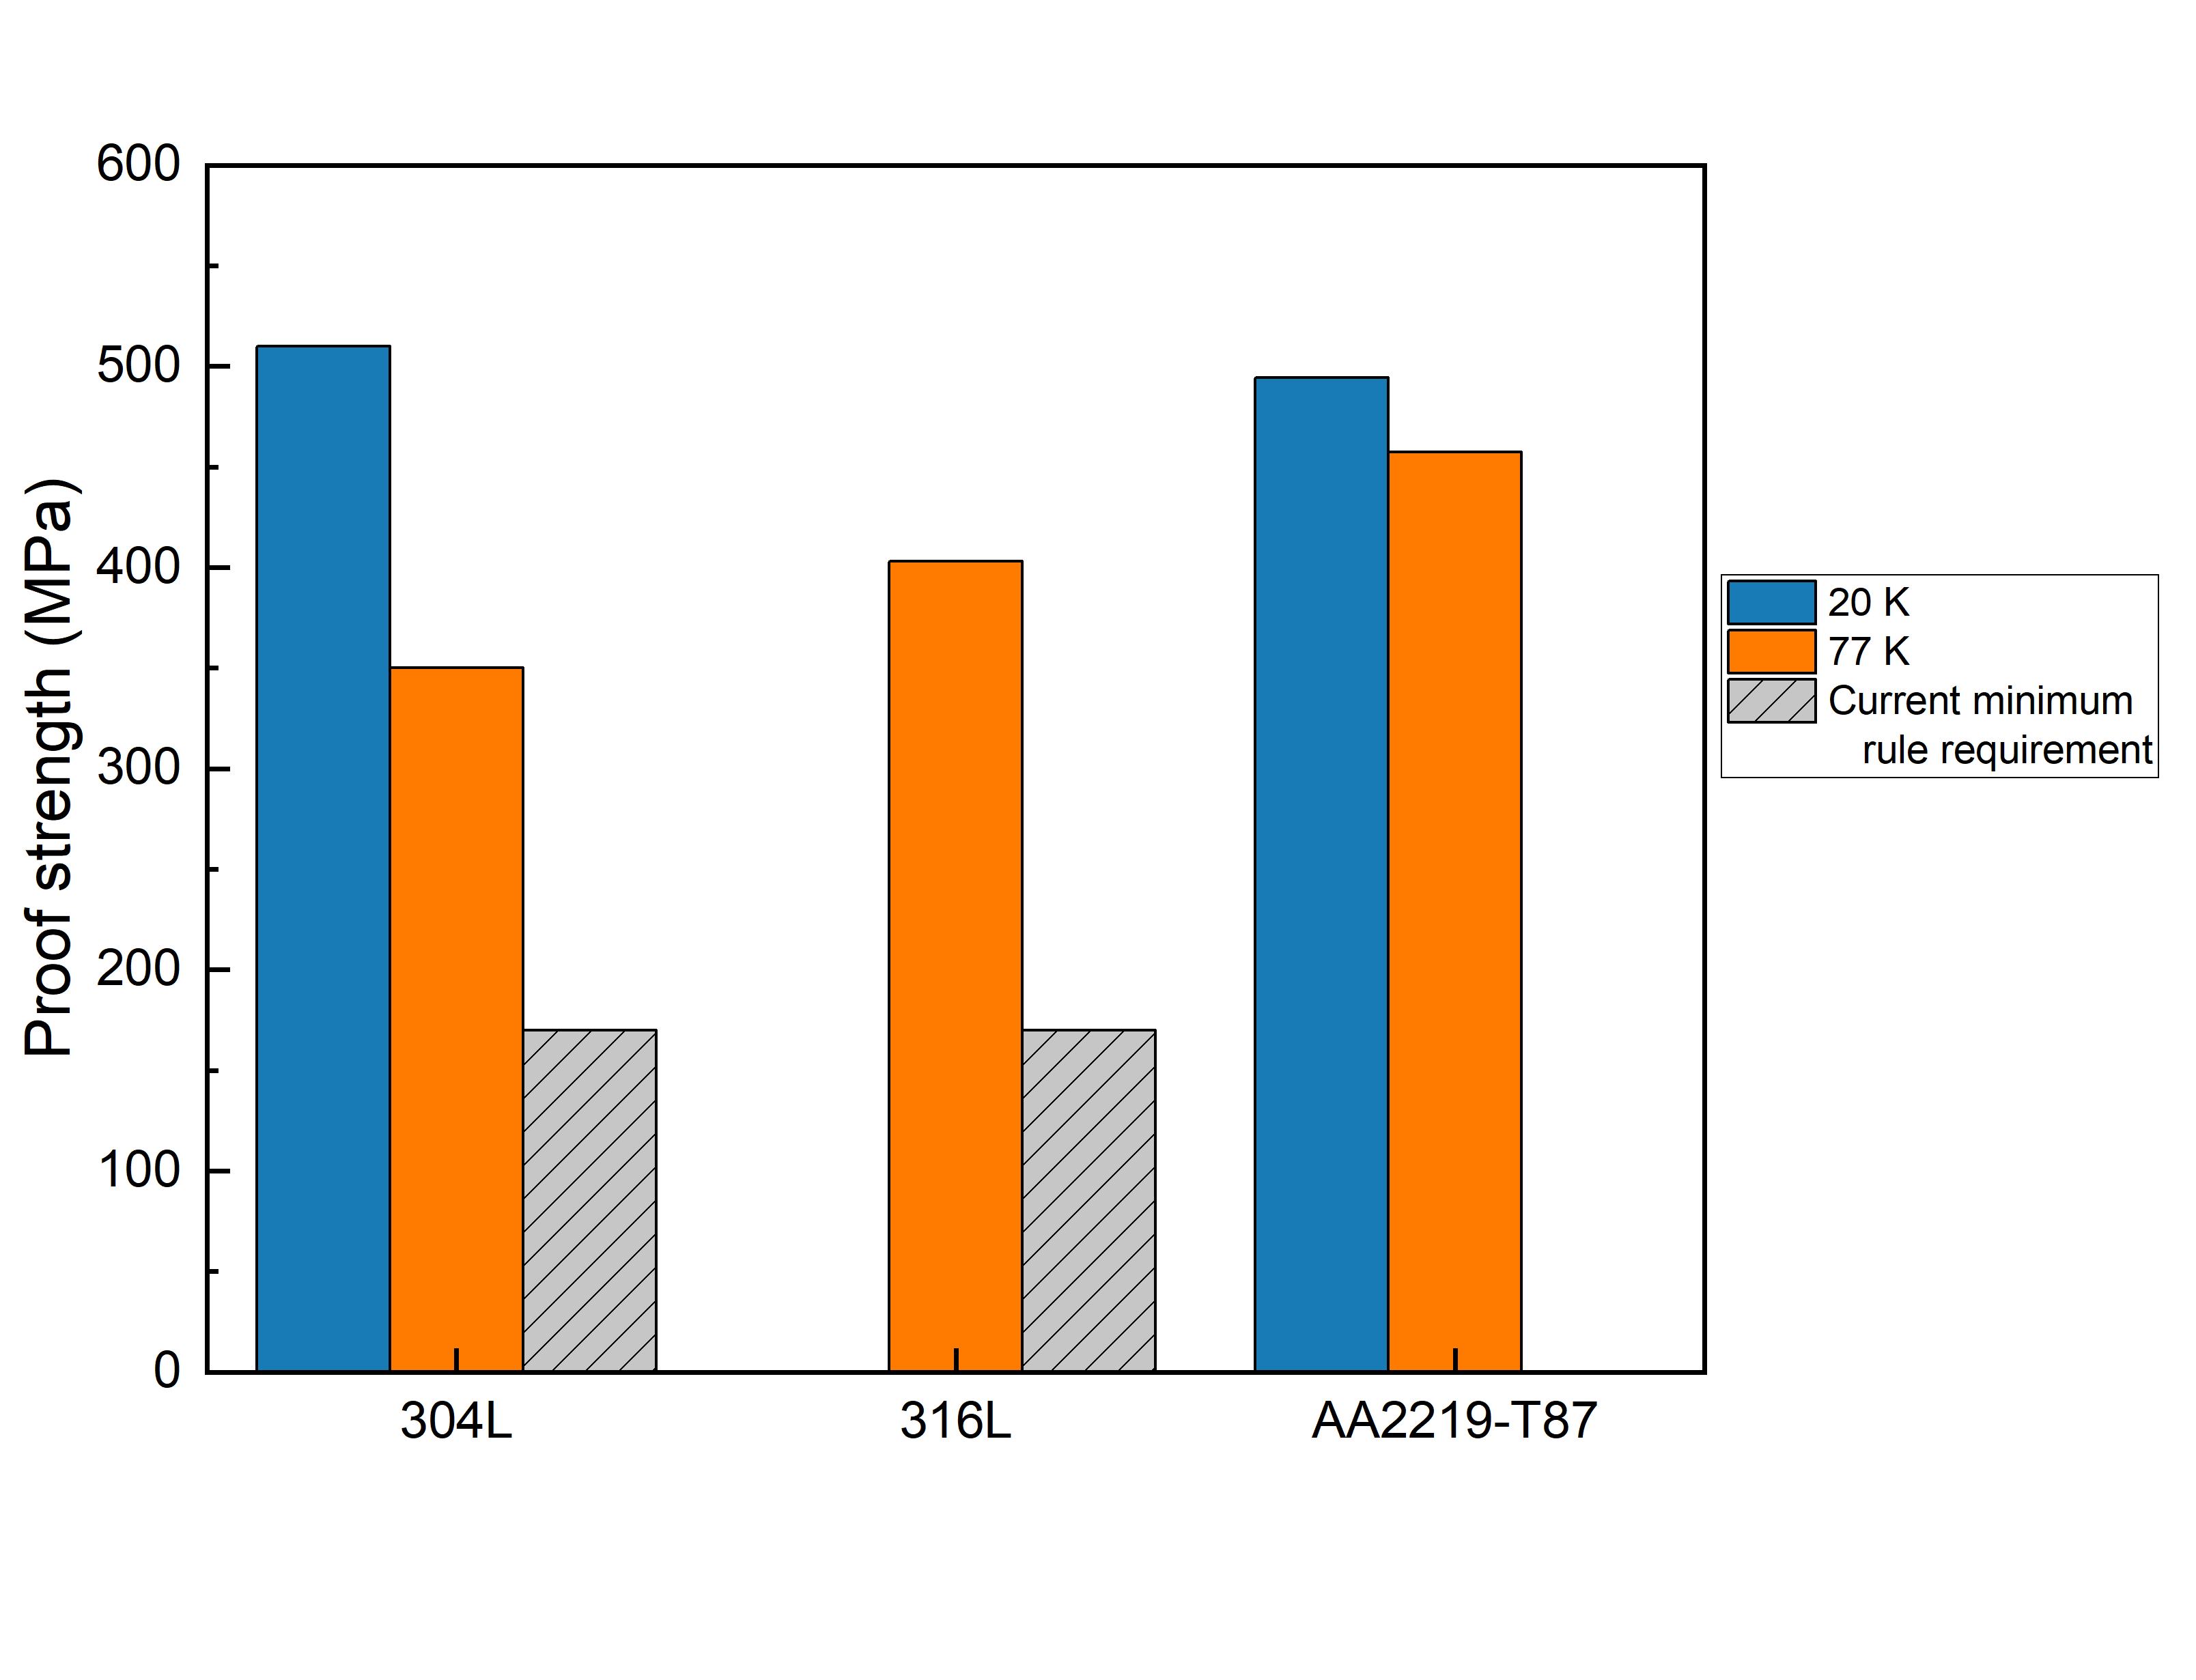 600
500
400
300
200
100
0
Proof strength (MPa)
304L
316L
AA2219-T87
20 K
77 K
Current minimum
rule requirement